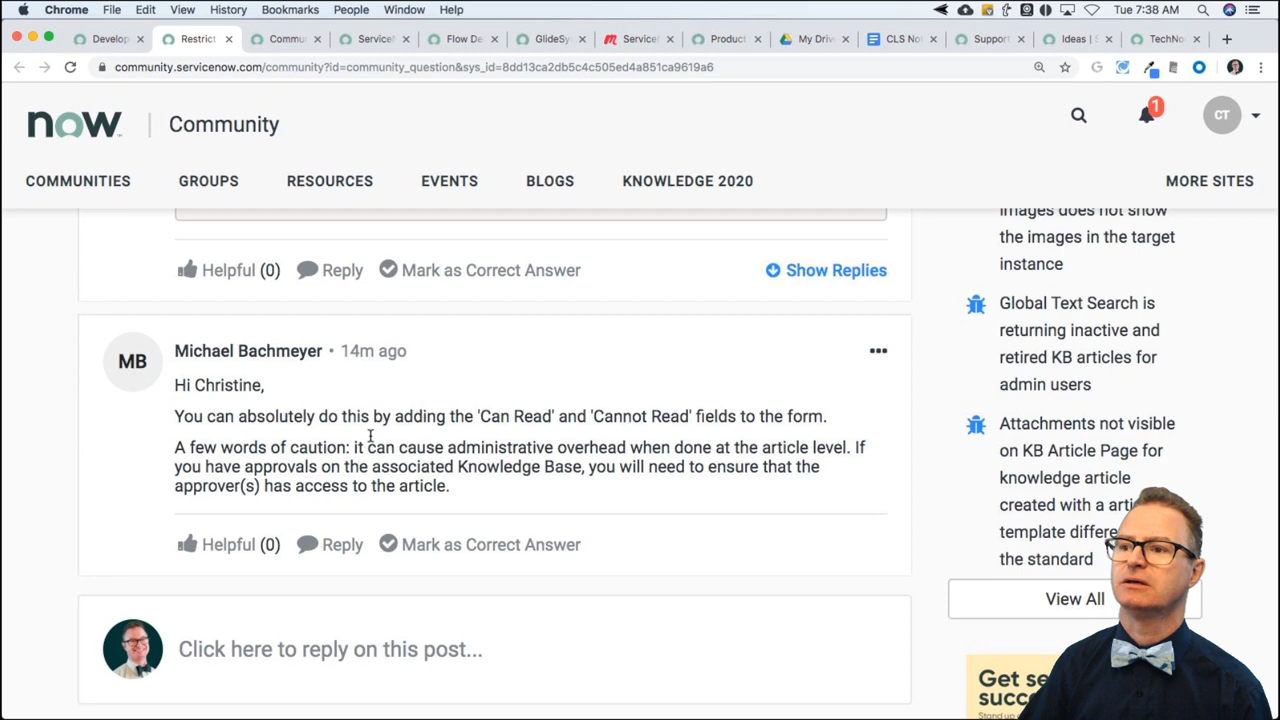 Chrome File Edit View History Bookmarks People Window Help Tue 7:38 AM
Develop Restrict Commu ServiceN Flow De GlideSy Service Product My Driv CLS No Support Ideas | S TechNo
community.servicenow.com/community?id=community_question&sys_id=8dd13ca2db5c4c505ed4a851ca9619a6
now Community 1 CT
COMMUNITIES GROUPS RESOURCES EVENTS BLOGS KNOWLEDGE 2020 MORE SITES
images does not show
the images in the target
instance
Helpful (0) Reply Mark as Correct Answer Show Replies
Global Text Search is
returning inactive and
retired KB articles for
admin users
MB Michael Bachmeyer • 14m ago
Hi Christine,
You can absolutely do this by adding the 'Can Read' and 'Cannot Read' fields to the form.
A few words of caution: it can cause administrative overhead when done at the article level. If
you have approvals on the associated Knowledge Base, you will need to ensure that the
approver(s) has access to the article.
Attachments not visible
on KB Article Page for
knowledge article
created with a arti
template differe
the standard
Helpful (0) Reply Mark as Correct Answer
View All
Click here to reply on this post...
Get se
succ
Stand up